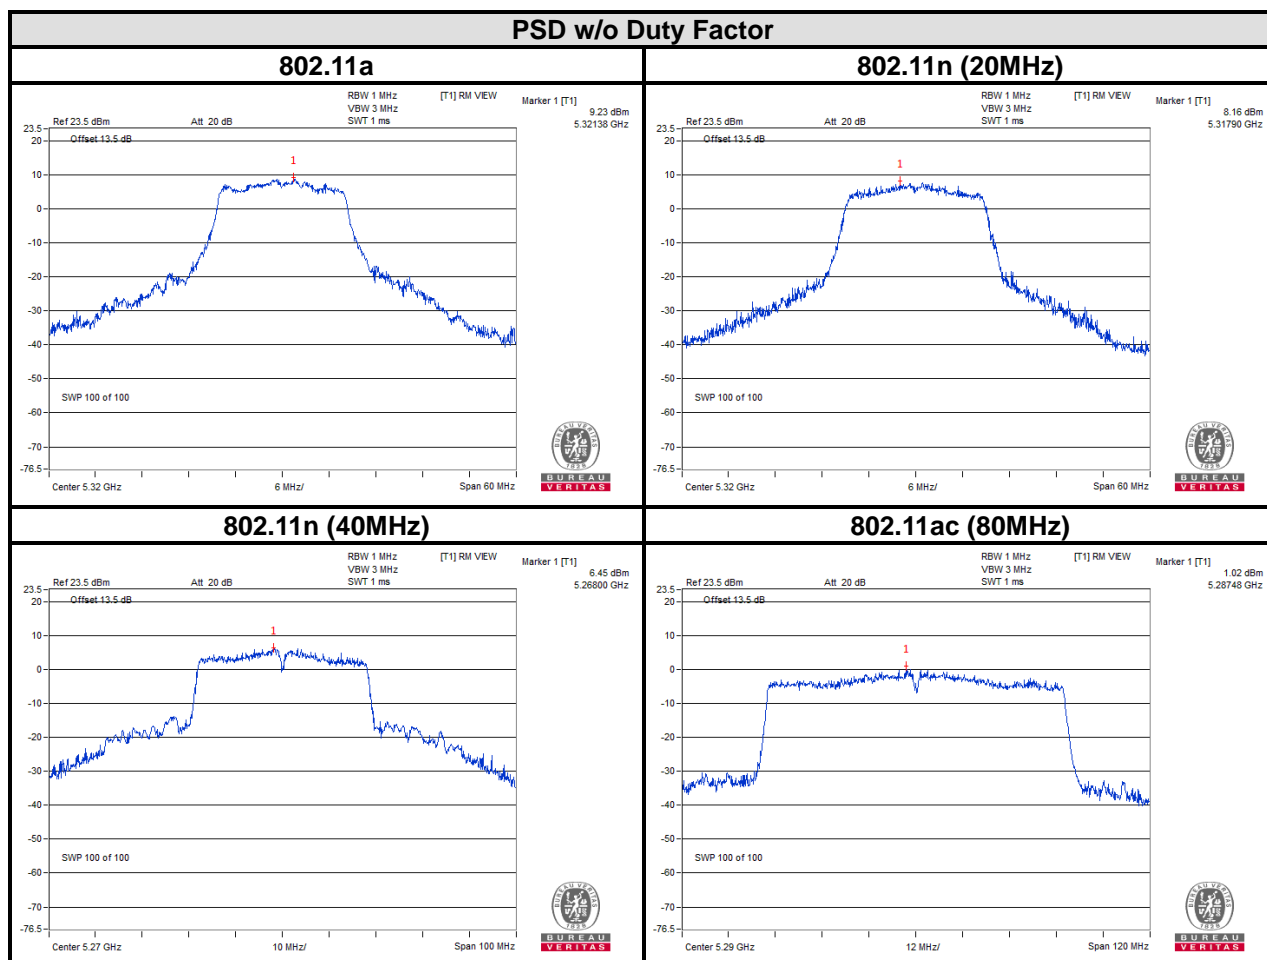 PSD w/o Duty Factor
802.11a
802.11n (20MHz)
RBW 1 MHz [T1] RM VIEW
VBW 3 MHz
SWT 1 ms
Marker 1 [T1]
9.23 dBm
5.32138 GHz
Ref 23.5 dBm Att 20 dB
Offset 13.5 dB
23.5
20
10
0
-10
-20
-30
-40
-50
-60
-70
-76.5
1
SWP 100 of 100
Center 5.32 GHz 6 MHz/ Span 60 MHz
BUREAU VERITAS
1828
BUREAU
VERITAS
RBW 1 MHz [T1] RM VIEW
VBW 3 MHz
SWT 1 ms
Marker 1 [T1]
8.16 dBm
5.31790 GHz
Ref 23.5 dBm Att 20 dB
Offset 13.5 dB
23.5
20
10
0
-10
-20
-30
-40
-50
-60
-70
-76.5
1
SWP 100 of 100
Center 5.32 GHz 6 MHz/ Span 60 MHz
BUREAU VERITAS
1828
BUREAU
VERITAS
802.11n (40MHz)
802.11ac (80MHz)
RBW 1 MHz [T1] RM VIEW
VBW 3 MHz
SWT 1 ms
Marker 1 [T1]
6.45 dBm
5.26800 GHz
Ref 23.5 dBm Att 20 dB
Offset 13.5 dB
23.5
20
10
0
-10
-20
-30
-40
-50
-60
-70
-76.5
1
SWP 100 of 100
Center 5.27 GHz 10 MHz/ Span 100 MHz
BUREAU VERITAS
1828
BUREAU
VERITAS
RBW 1 MHz [T1] RM VIEW
VBW 3 MHz
SWT 1 ms
Marker 1 [T1]
1.02 dBm
5.28748 GHz
Ref 23.5 dBm Att 20 dB
Offset 13.5 dB
23.5
20
10
0
-10
-20
-30
-40
-50
-60
-70
-76.5
1
SWP 100 of 100
Center 5.29 GHz 12 MHz/ Span 120 MHz
BUREAU VERITAS
1828
BUREAU
VERITAS